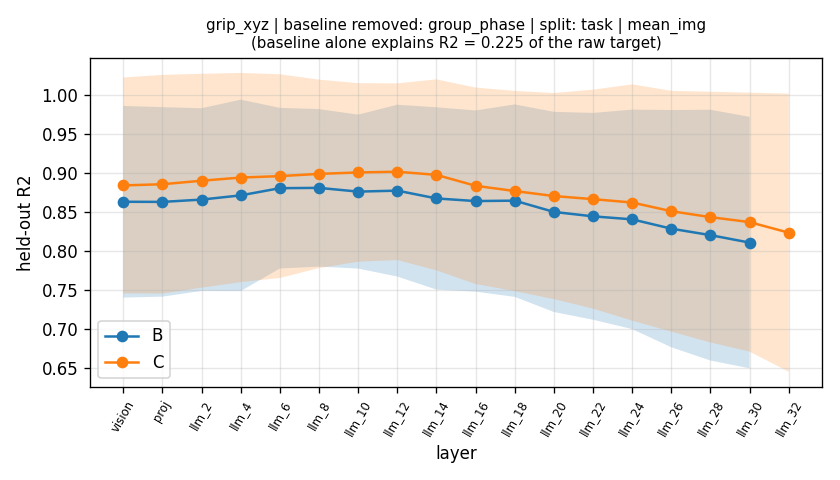 grip_xyz | baseline removed: group_phase | split: task | mean_img
(baseline alone explains R2 = 0.225 of the raw target)
held-out R2
1.00
0.95
0.90
0.85
0.80
0.75
0.70
0.65
B
C
vision
proj
llm_2
llm_4
llm_6
llm_8
llm_10
llm_12
llm_14
llm_16
llm_18
llm_20
llm_22
llm_24
llm_26
llm_28
llm_30
llm_32
layer